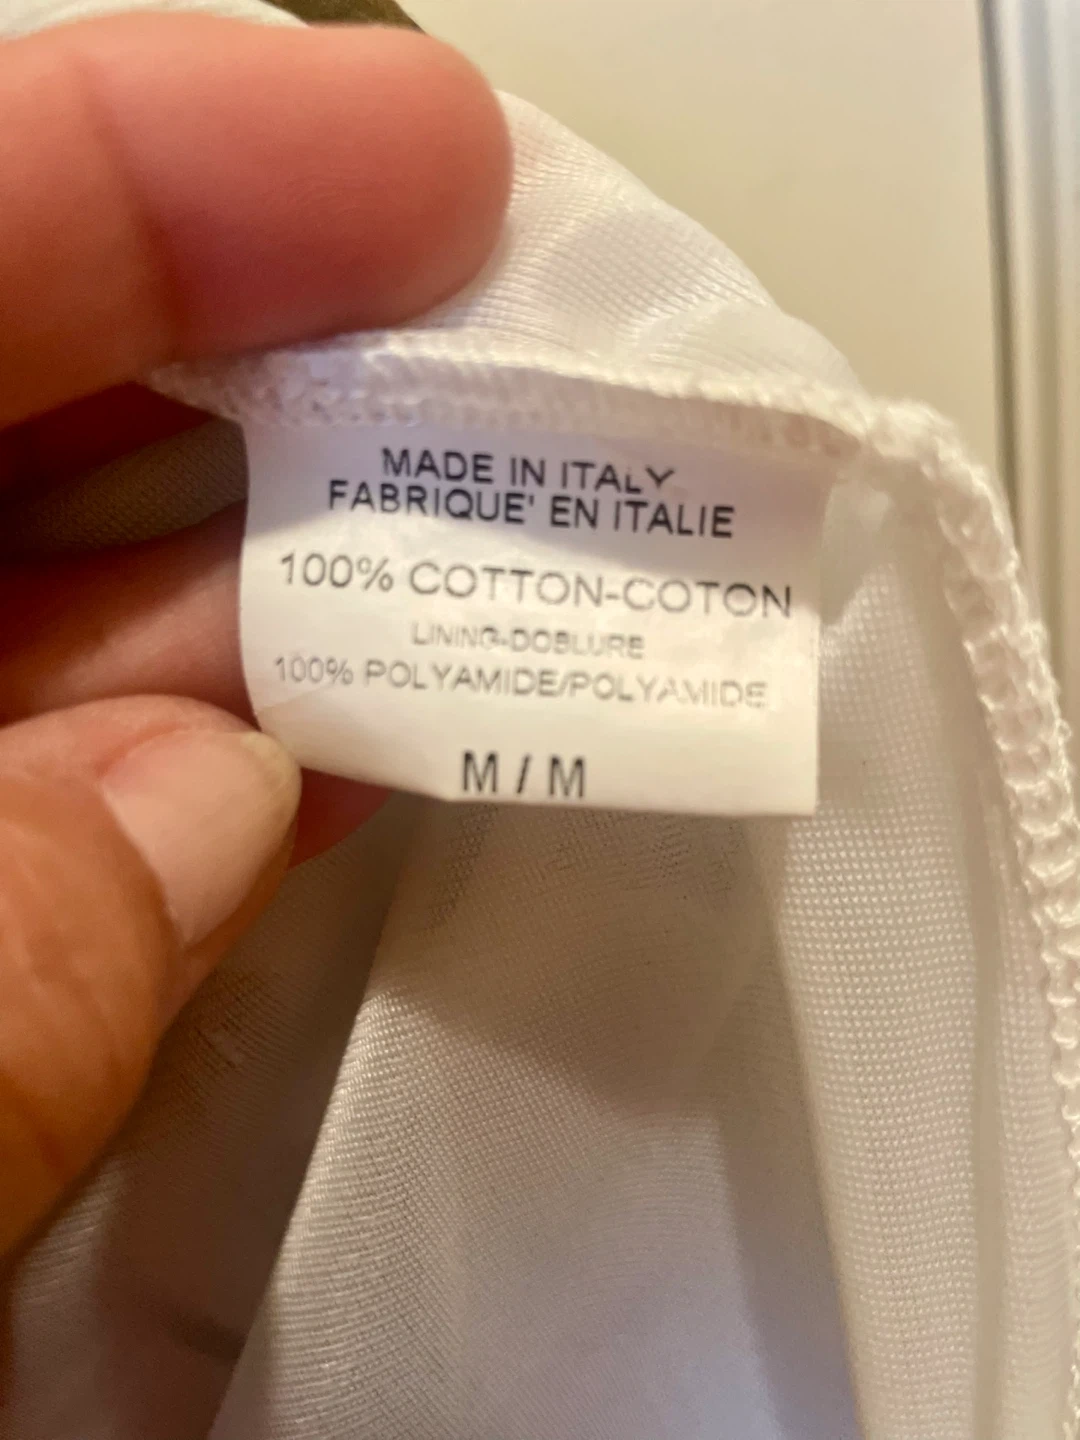 MADE IN ITALY
FABRIQUE' EN ITALIE
100% COTTON-COTON
LINING-DOBLURE
100% POLYAMIDE/POLYAMIDE
M / M